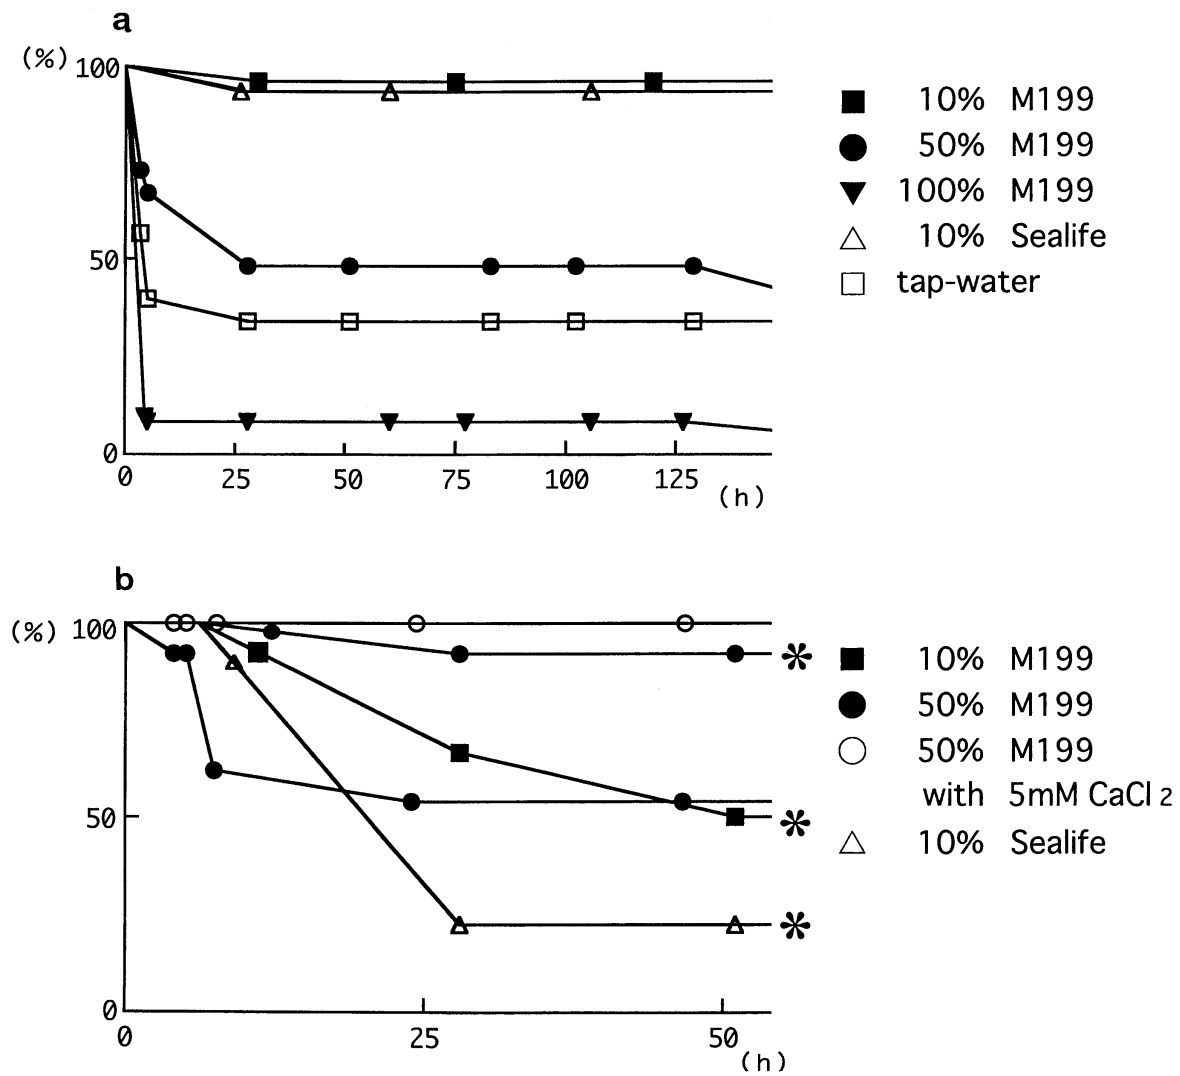 a
(%) 100
50
0
0 25 50 75 100 125
(h)
10% M199
50% M199
100% M199
10% Sealife
tap-water
b
(%) 100
50
0
0 25 50
(h)
* 
*
*
10% M199
50% M199
50% M199
with 5mM CaCl2
10% Sealife